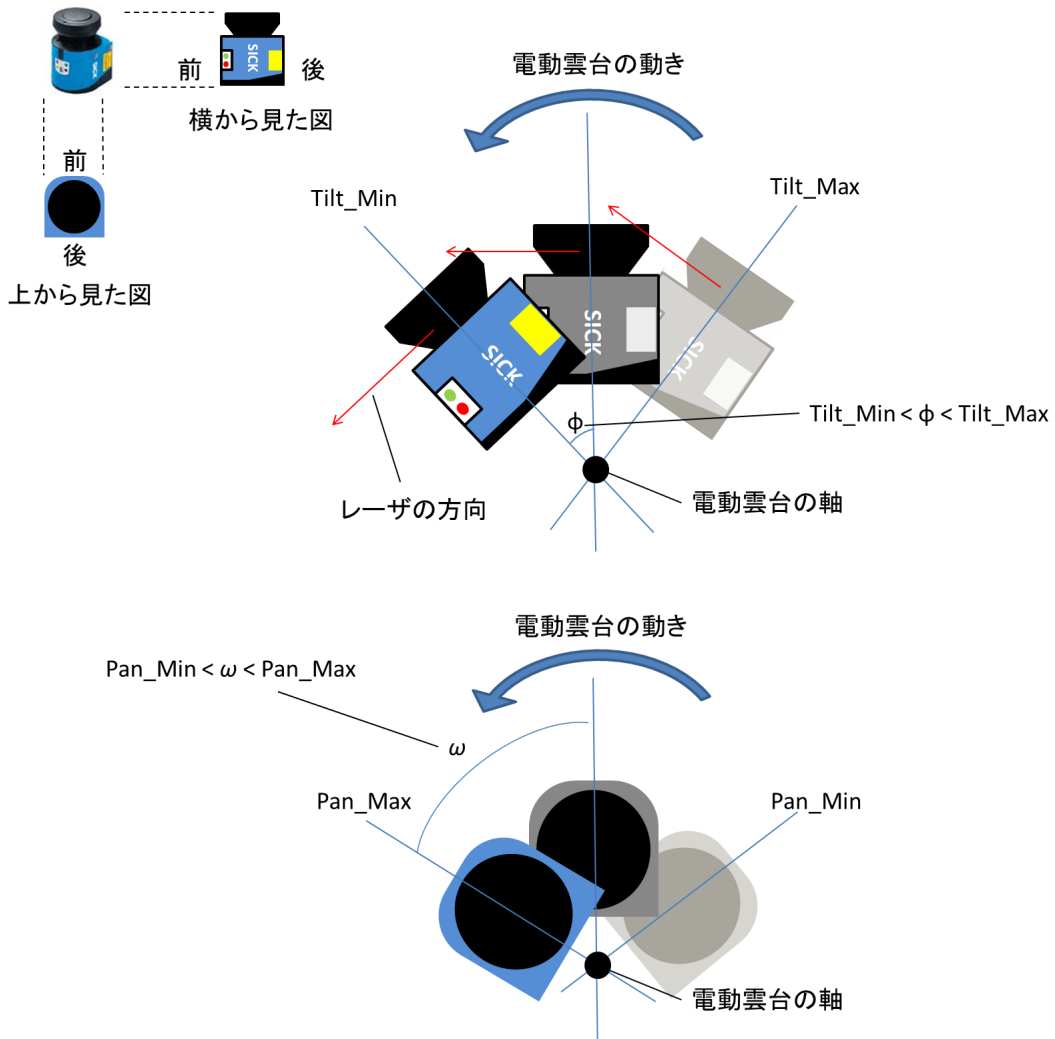 前
SICK
後
横から見た図
前
後
上から見た図
電動雲台の動き
Tilt_Min
Tilt_Max
SICK
SICK
SICK
ϕ
Tilt_Min < ϕ < Tilt_Max
レーザの方向
電動雲台の軸
電動雲台の動き
Pan_Min < ω < Pan_Max
ω
Pan_Max
Pan_Min
電動雲台の軸